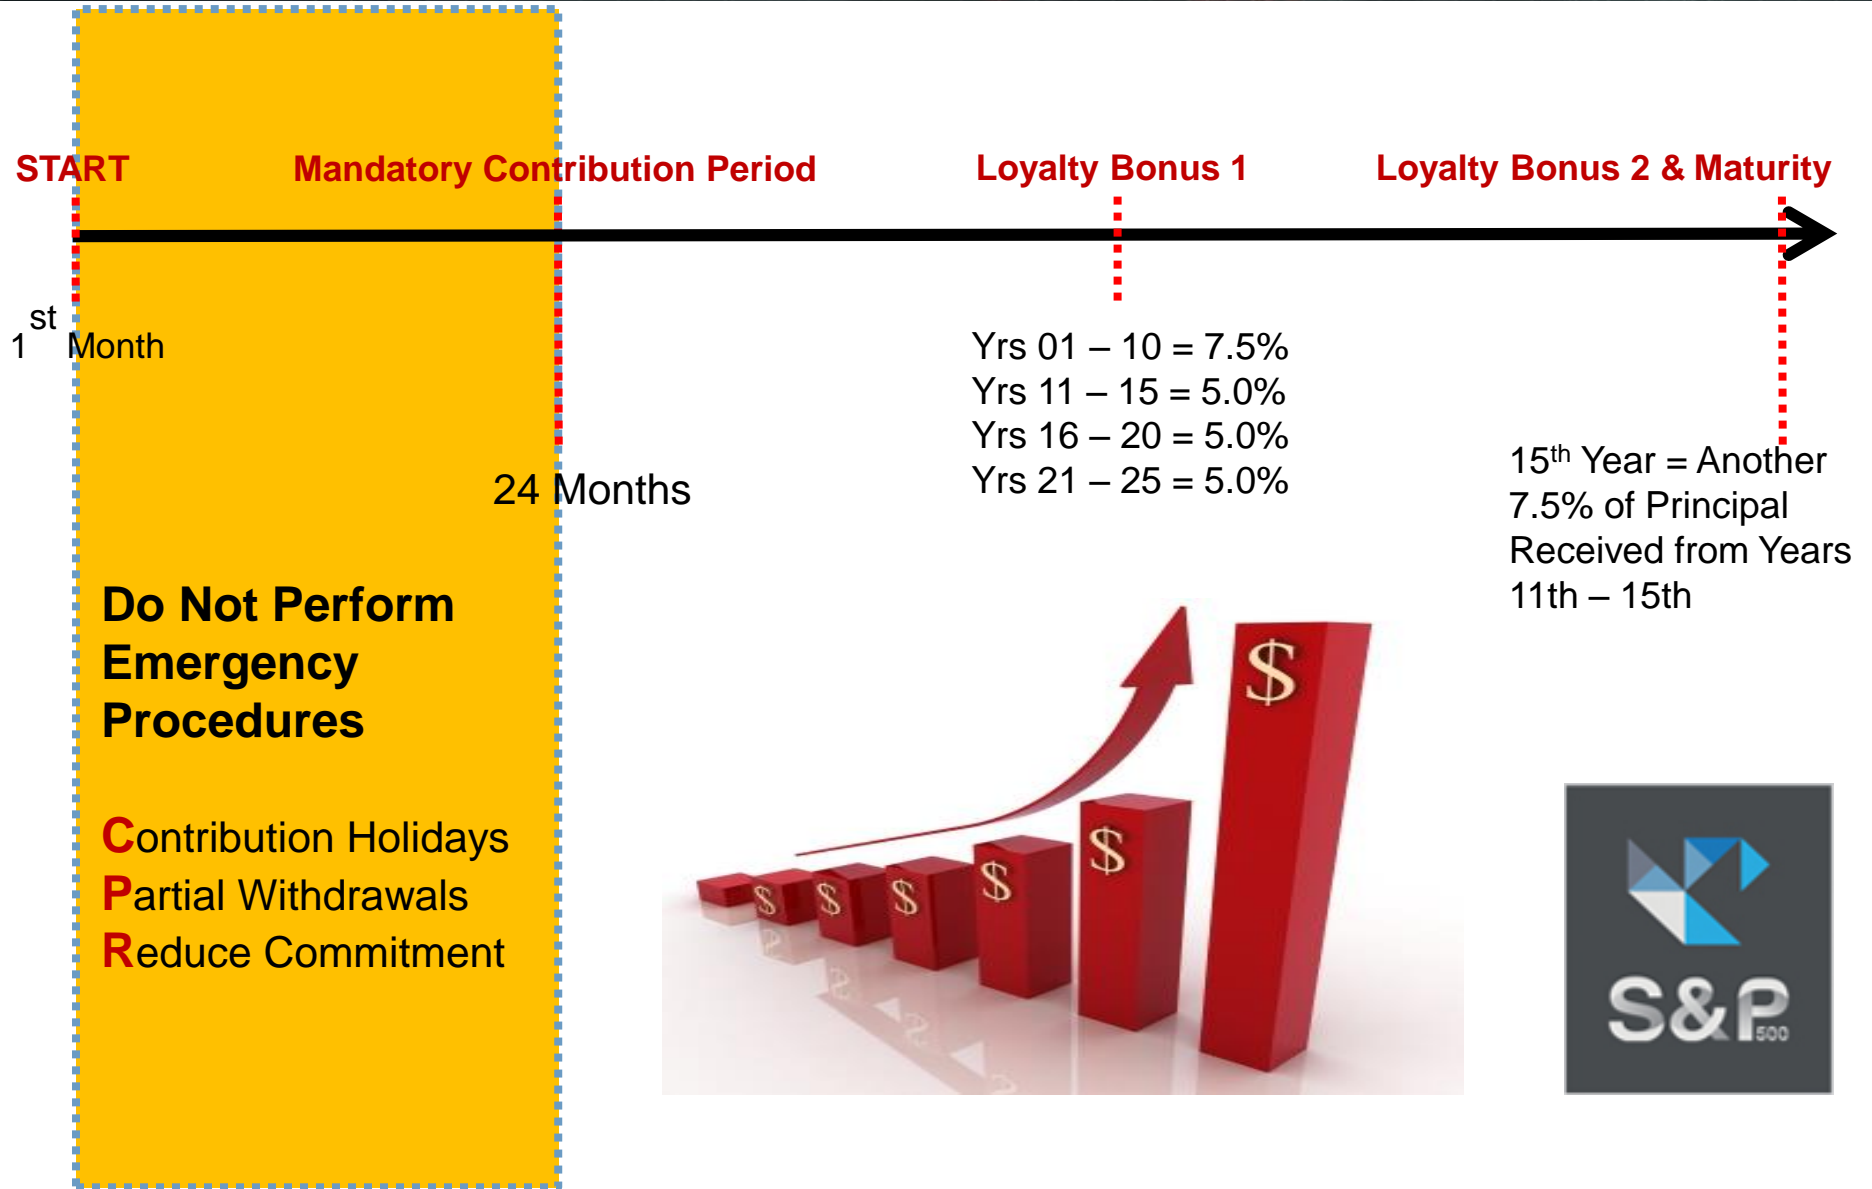 START
Mandatory Contribution Period
Loyalty Bonus 1
Loyalty Bonus 2 & Maturity
1st Month
24 Months
Yrs 01 – 10 = 7.5%
Yrs 11 – 15 = 5.0%
Yrs 16 – 20 = 5.0%
Yrs 21 – 25 = 5.0%
15th Year = Another
7.5% of Principal
Received from Years
11th – 15th
Do Not Perform
Emergency
Procedures
Contribution Holidays
Partial Withdrawals
Reduce Commitment
$ $ $ $ $ $
S&P 500